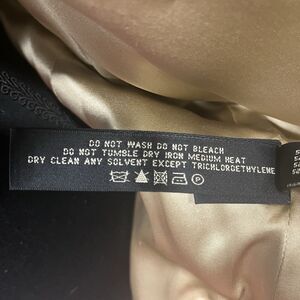 DO NOT WASH DO NOT BLEACH
DO NOT TUMBLE DRY IRON MEDIUM HEAT
DRY CLEAN ANY SOLVENT EXCEPT TRICHLOROETHYLENE
P